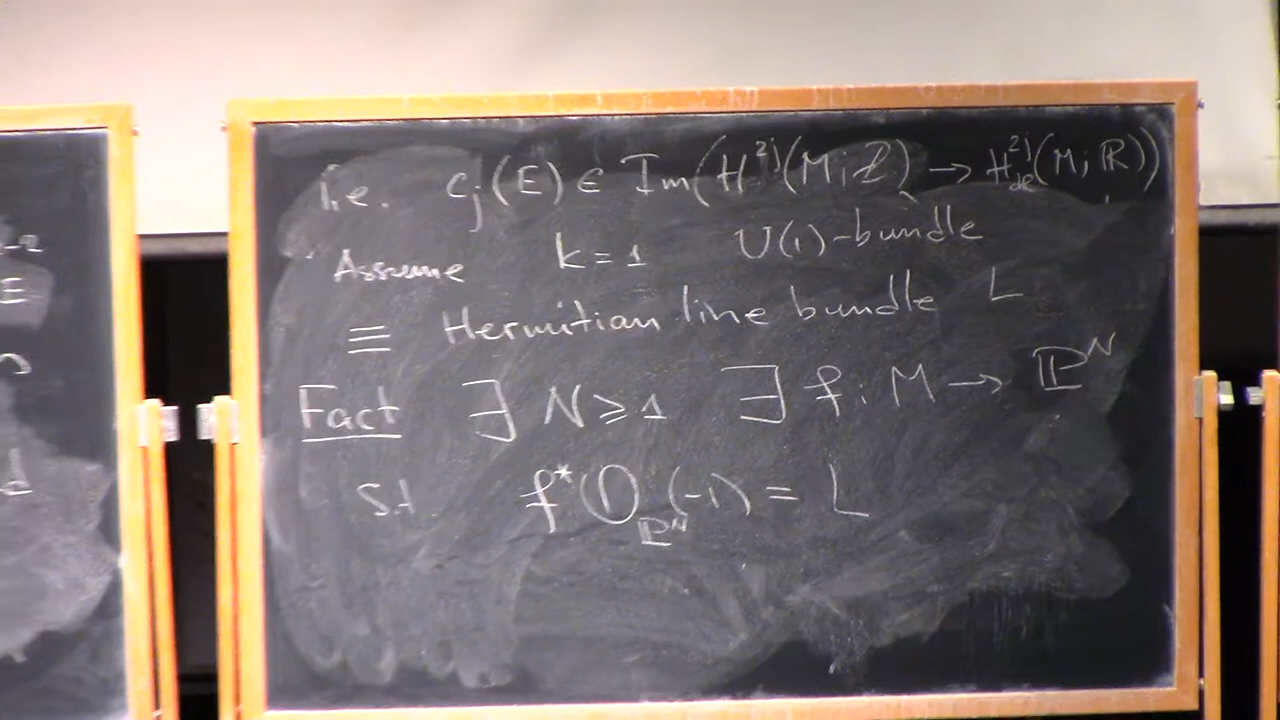 i.e. c_j(E) ∈ Im(H^{2j}(M;ℤ) → H^{2j}_{dR}(M;ℝ))
Assume k=1 U(1)-bundle
≡ Hermitian line bundle L
Fact ∃ N⩾1 ∃ f: M → ℙ^N
s.t. f^*𝒪_{ℙ^N}(-1) = L